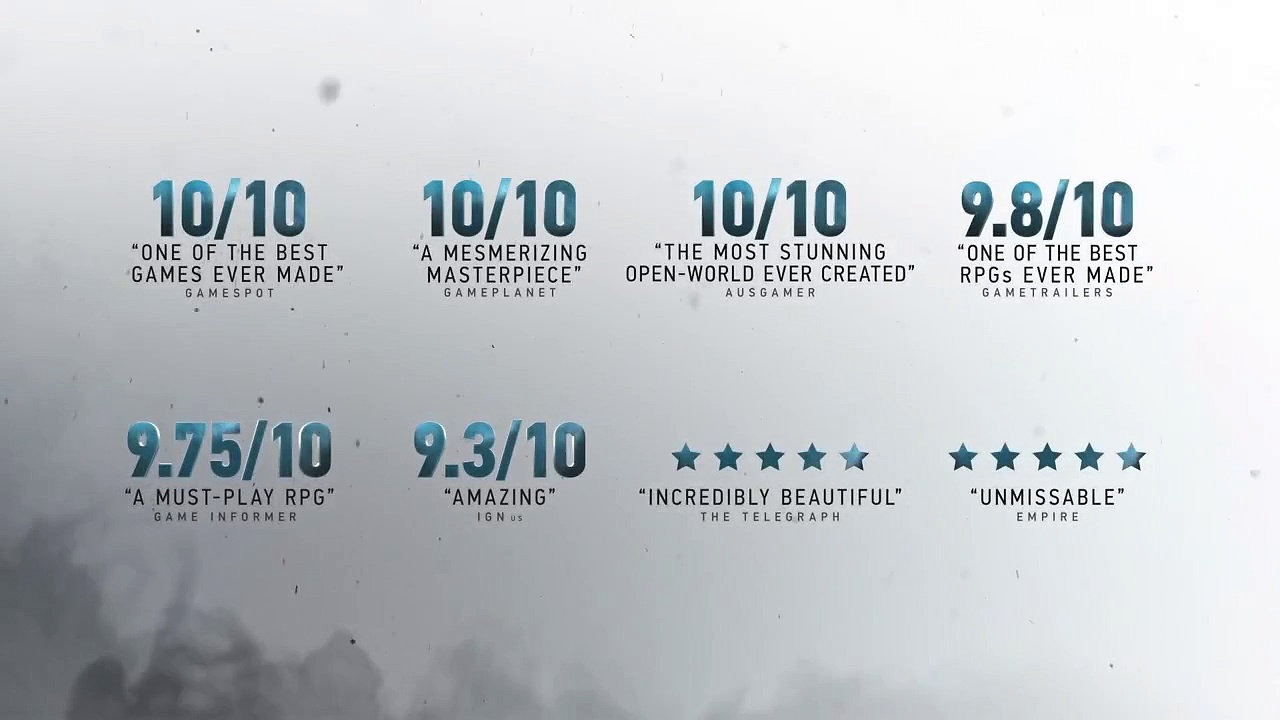 10/10
“ONE OF THE BEST
GAMES EVER MADE”
GAMESPOT
10/10
“A MESMERIZING
MASTERPIECE”
GAMEPLANET
10/10
“THE MOST STUNNING
OPEN-WORLD EVER CREATED”
AUSGAMER
9.8/10
“ONE OF THE BEST
RPGs EVER MADE”
GAMETRAILERS
9.75/10
“A MUST-PLAY RPG”
GAME INFORMER
9.3/10
“AMAZING”
IGN US
“INCREDIBLY BEAUTIFUL”
THE TELEGRAPH
“UNMISSABLE”
EMPIRE